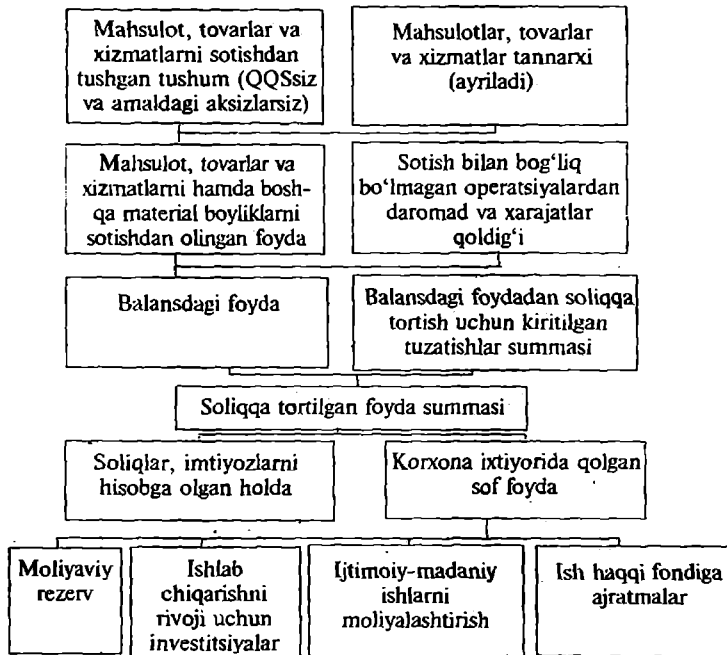 Mahsulot, tovarlar va
xizmatlarni sotishdan
tushgan tushum (QQSsiz
va amaldagi aksizlarsiz)
Mahsulotlar, tovarlar
va xizmatlar tannarxi
(ayriladi)
Mahsulot, tovarlar va
xizmatlarni hamda bosh-
qa material boyliklarni
sotishdan olingan foyda
Sotish bilan bog‘liq
bo‘lmagan operatsiyalardan
daromad va xarajatlar
qoldig‘i
Balansdagi foyda
Balansdagi foydadan soliqqa
tortish uchun kiritilgan
tuzatishlar summasi
Soliqqa tortilgan foyda summasi
Soliqlar, imtiyozlarni
hisobga olgan holda
Korxona ixtiyorida qolgan
sof foyda
Moliyaviy
rezerv
Ishlab
chiqarishni
rivoji uchun
investitsiyalar
Ijtimoiy-madaniy
ishlarni
moliyalashtirish
Ish haqqi fondiga
ajratmalar